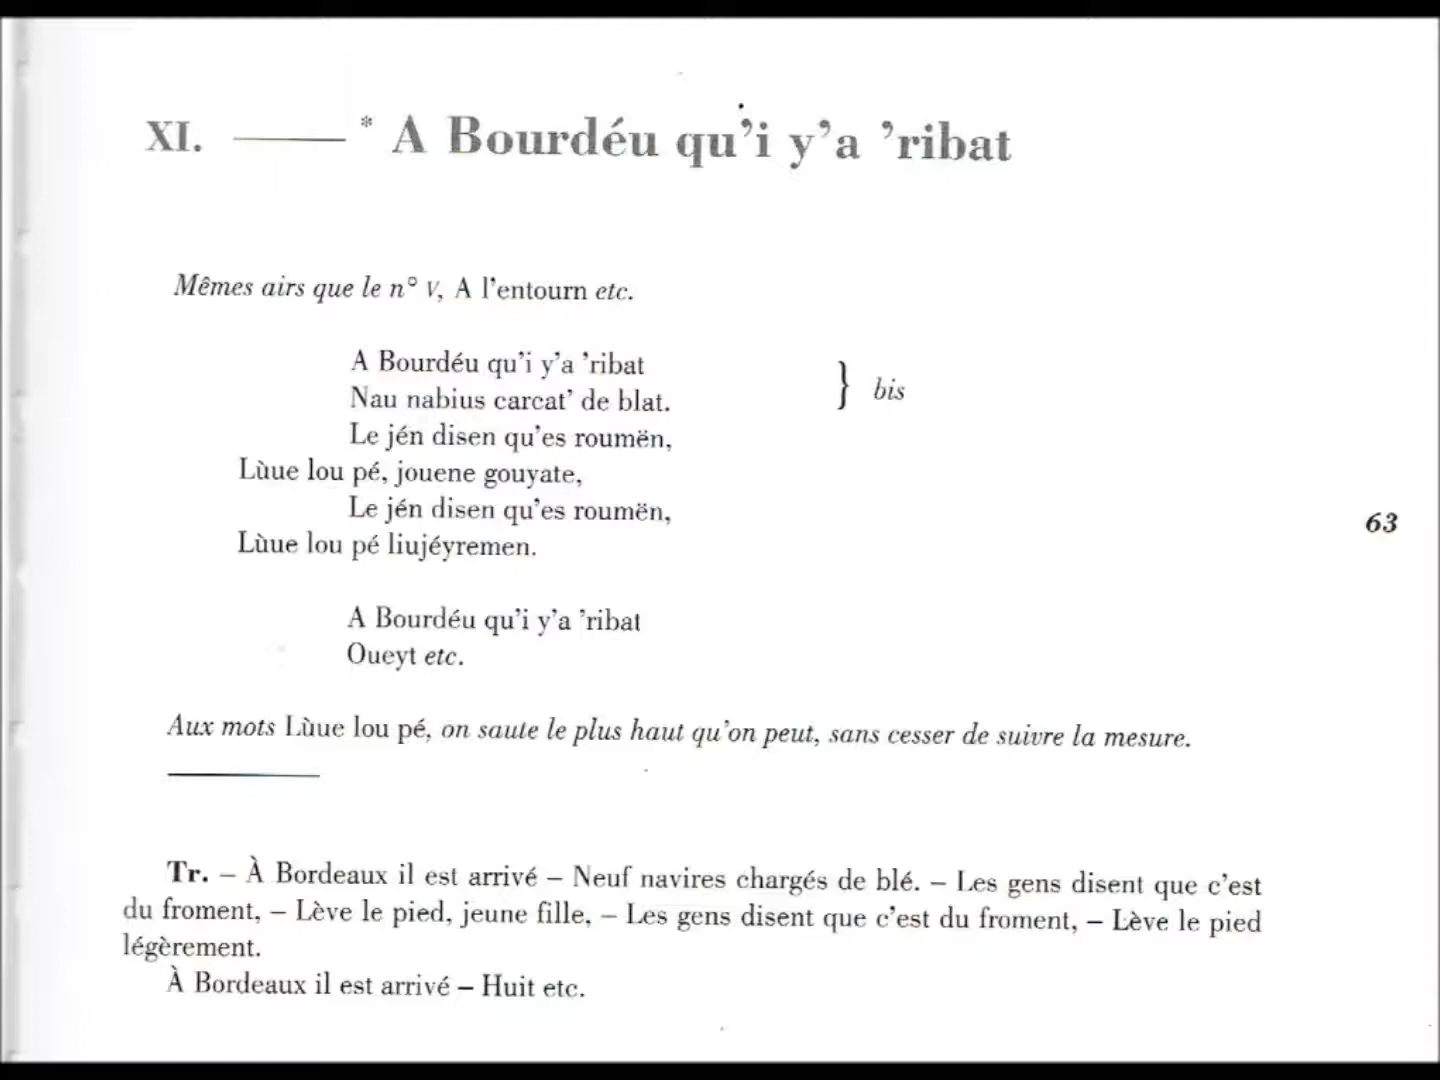 XI. —— * A Bourdéu qu’i y’a ’ribat
Mêmes airs que le n° V, A l’entourn etc.
A Bourdéu qu’i y’a ’ribat
Nau nabius carcat’ de blat. } bis
Le jén disen qu’es roumën,
Lùue lou pé, jouene gouyate,
Le jén disen qu’es roumën,
63
Lùue lou pé liujéyremen.
A Bourdéu qu’i y’a ’ribat
Oueyt etc.
Aux mots Lùue lou pé, on saute le plus haut qu’on peut, sans cesser de suivre la mesure.
Tr. – À Bordeaux il est arrivé – Neuf navires chargés de blé. – Les gens disent que c’est
du froment, – Lève le pied, jeune fille, – Les gens disent que c’est du froment, – Lève le pied
légèrement.
À Bordeaux il est arrivé – Huit etc.